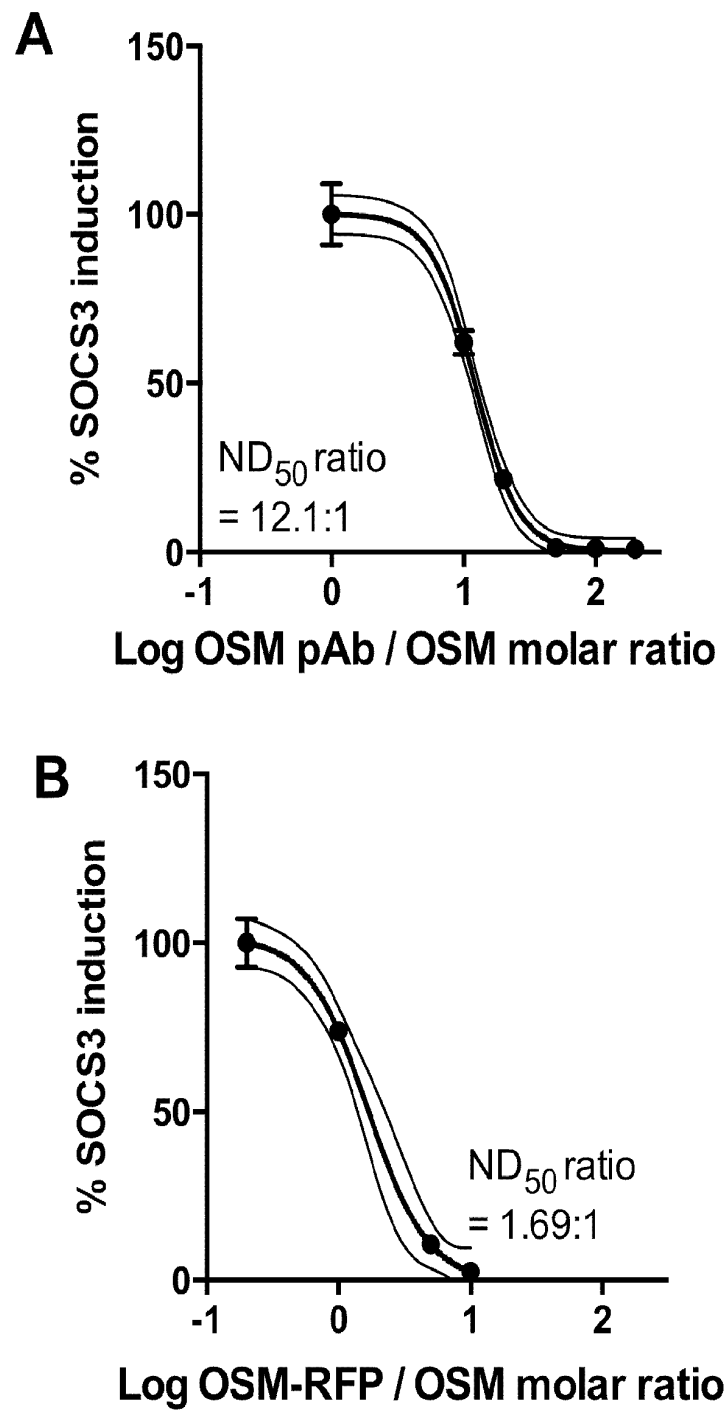 A
150
100
50
0
% SOCS3 induction
ND50 ratio
= 12.1:1
-1 0 1 2
Log OSM pAb / OSM molar ratio
B
150
100
50
0
% SOCS3 induction
ND50 ratio
= 1.69:1
-1 0 1 2
Log OSM-RFP / OSM molar ratio